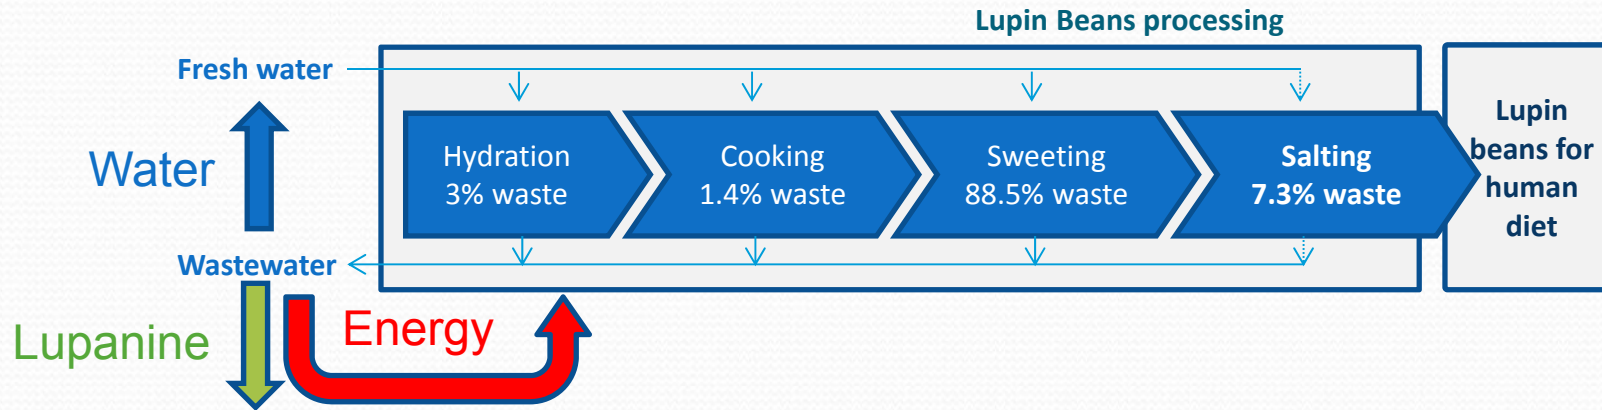 Lupin Beans processing
Fresh water
Water
Wastewater
Lupanine
Energy
Hydration
3% waste
Cooking
1.4% waste
Sweeting
88.5% waste
Salting
7.3% waste
Lupin
beans for
human
diet